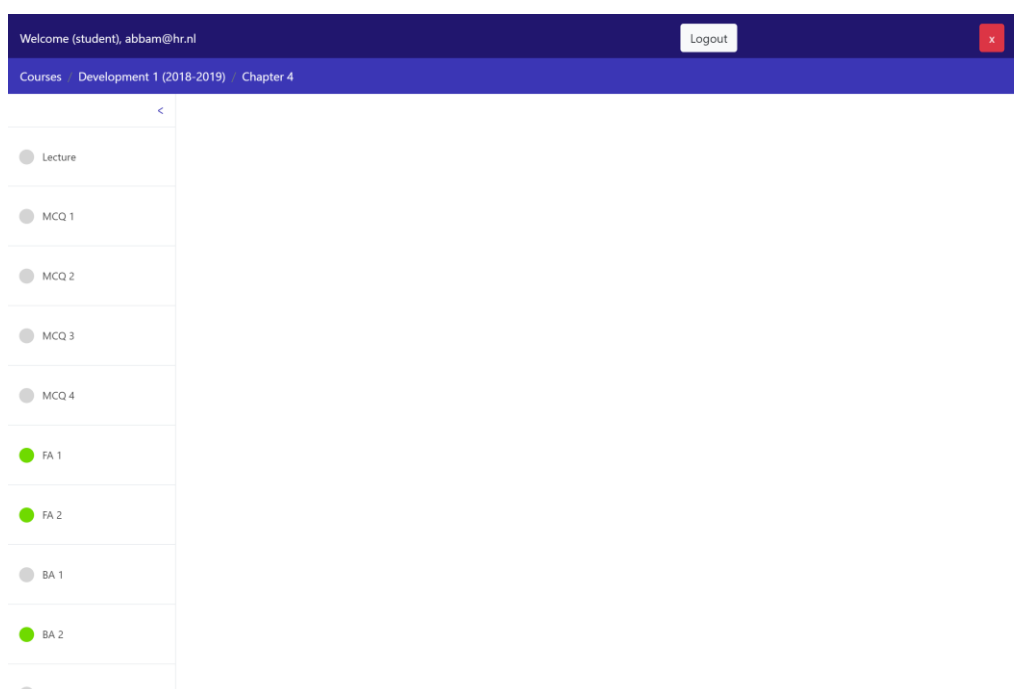 Welcome (student), abbam@hr.nl
Logout
x
Courses / Development 1 (2018-2019) / Chapter 4
<
Lecture
MCQ 1
MCQ 2
MCQ 3
MCQ 4
FA 1
FA 2
BA 1
BA 2